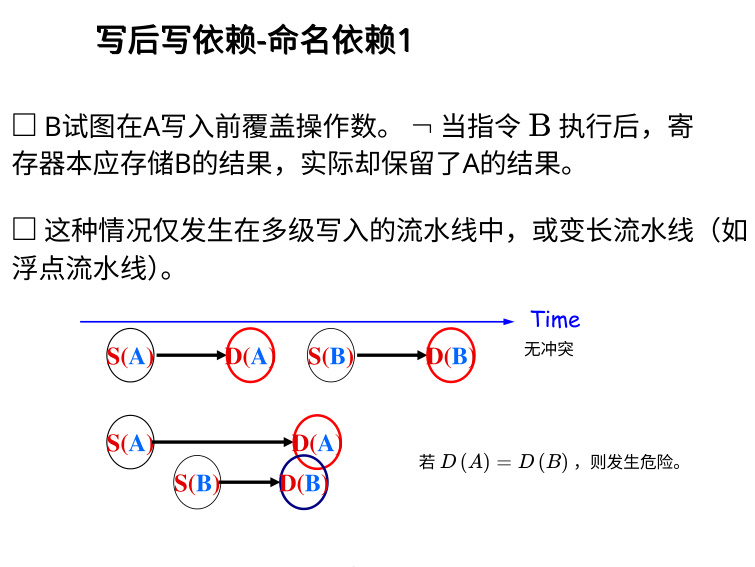 写后写依赖-命名依赖1
□ B试图在A写入前覆盖操作数。 ¬ 当指令 B 执行后，寄
存器本应存储B的结果，实际却保留了A的结果。
□ 这种情况仅发生在多级写入的流水线中，或变长流水线（如
浮点流水线）。
Time
S(A) D(A) S(B) D(B)
无冲突
S(A) D(A)
若 D (A) = D (B) ，则发生危险。
S(B) D(B)